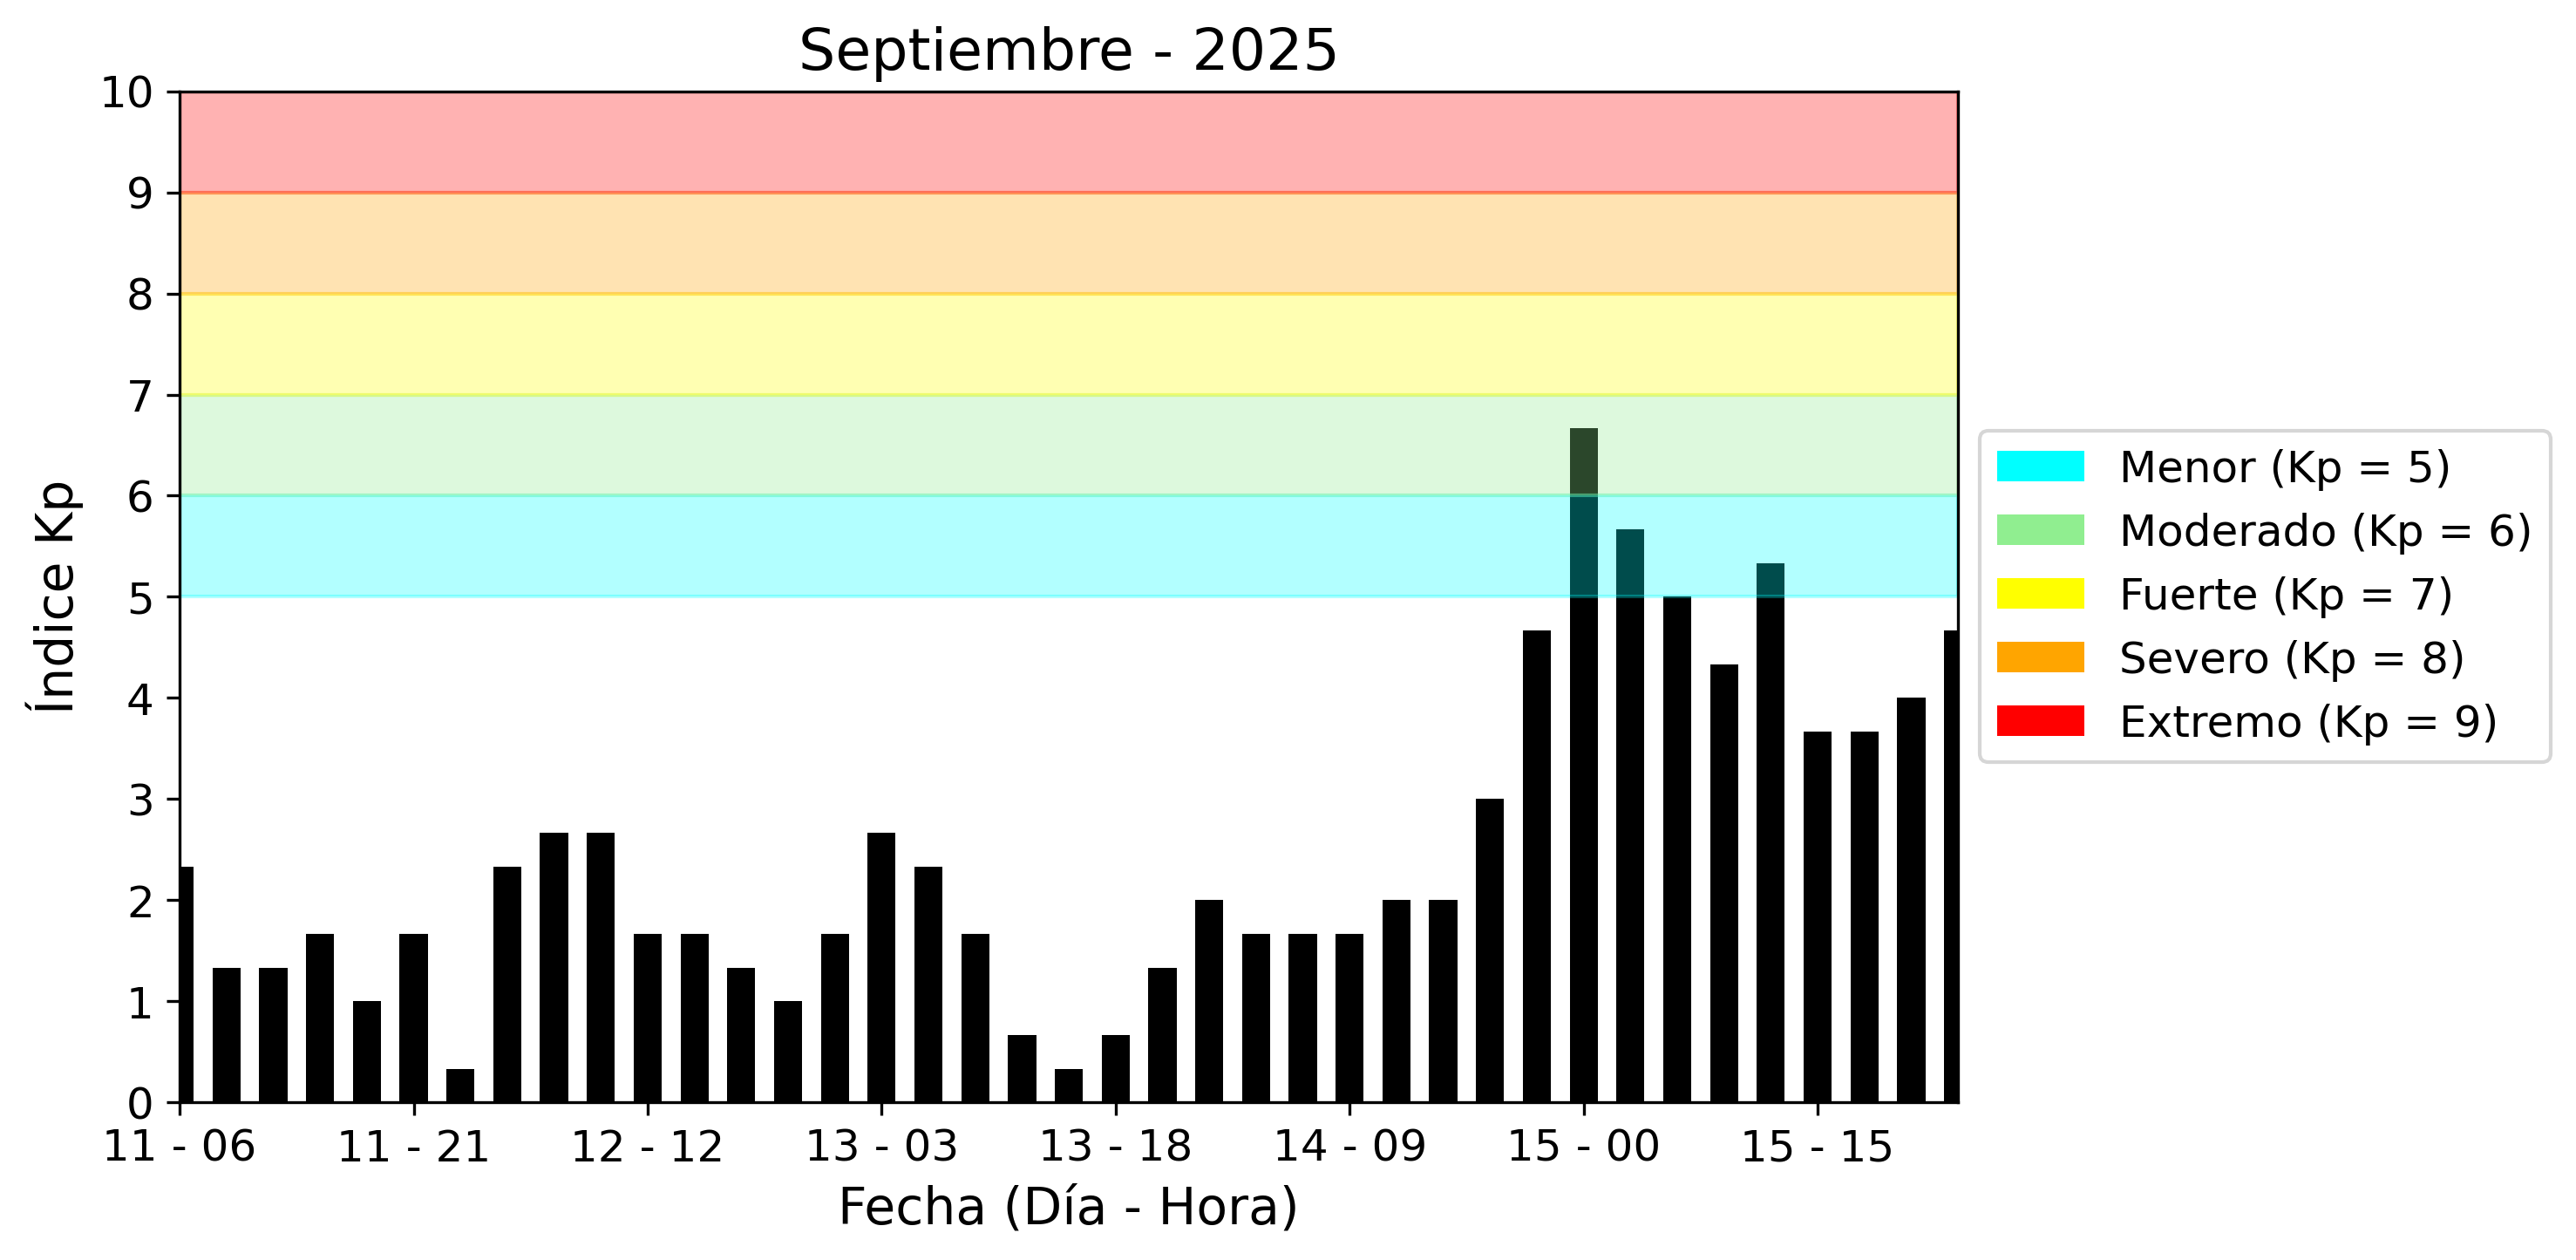 Septiembre - 2025
10
9
8
7
6
5
4
3
2
1
0
Índice Kp
11 - 06
11 - 21
12 - 12
13 - 03
13 - 18
14 - 09
15 - 00
15 - 15
Fecha (Día - Hora)
Menor (Kp = 5)
Moderado (Kp = 6)
Fuerte (Kp = 7)
Severo (Kp = 8)
Extremo (Kp = 9)